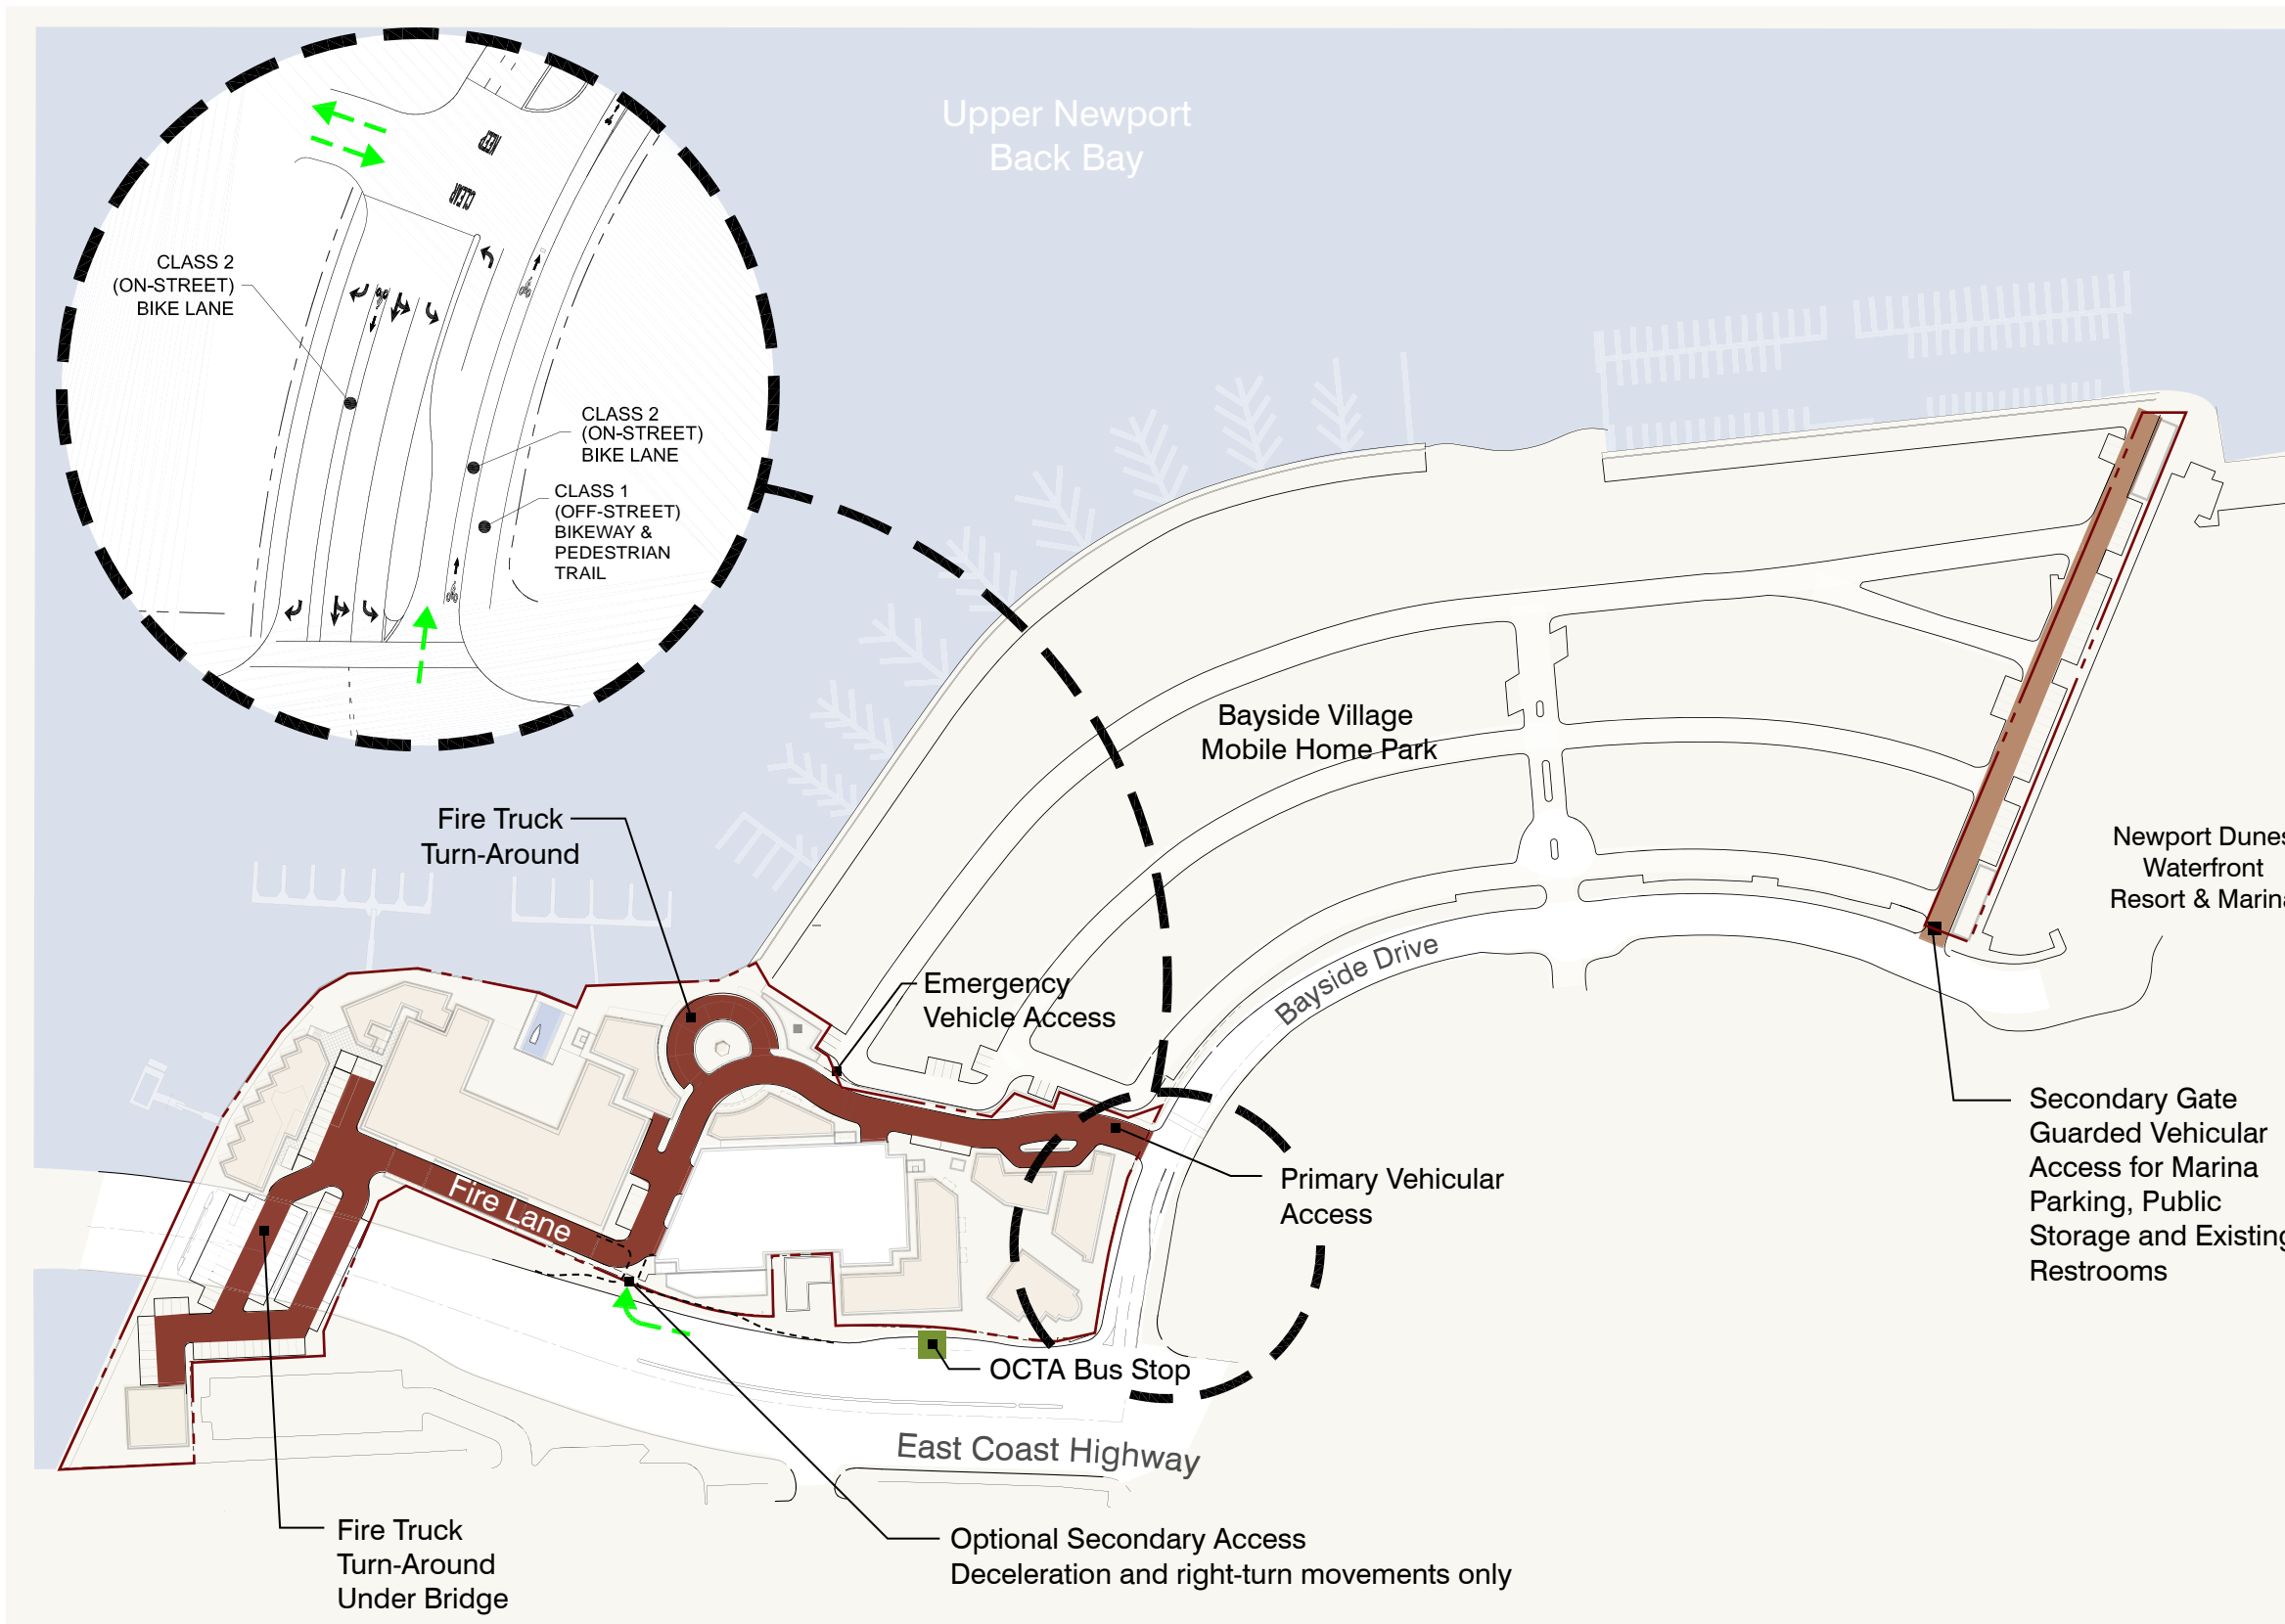 Upper Newport
Back Bay
KEEP
CLEAR
CLASS 2
(ON-STREET)
BIKE LANE
CLASS 2
(ON-STREET)
BIKE LANE
CLASS 1
(OFF-STREET)
BIKEWAY &
PEDESTRIAN
TRAIL
Bayside Village
Mobile Home Park
Fire Truck
Turn-Around
Newport Dunes
Waterfront
Resort & Marina
Emergency
Vehicle Access
Bayside Drive
Secondary Gate
Guarded Vehicular
Access for Marina
Parking, Public
Storage and Existing
Restrooms
Primary Vehicular
Access
Fire Lane
OCTA Bus Stop
East Coast Highway
Fire Truck
Turn-Around
Under Bridge
Optional Secondary Access
Deceleration and right-turn movements only